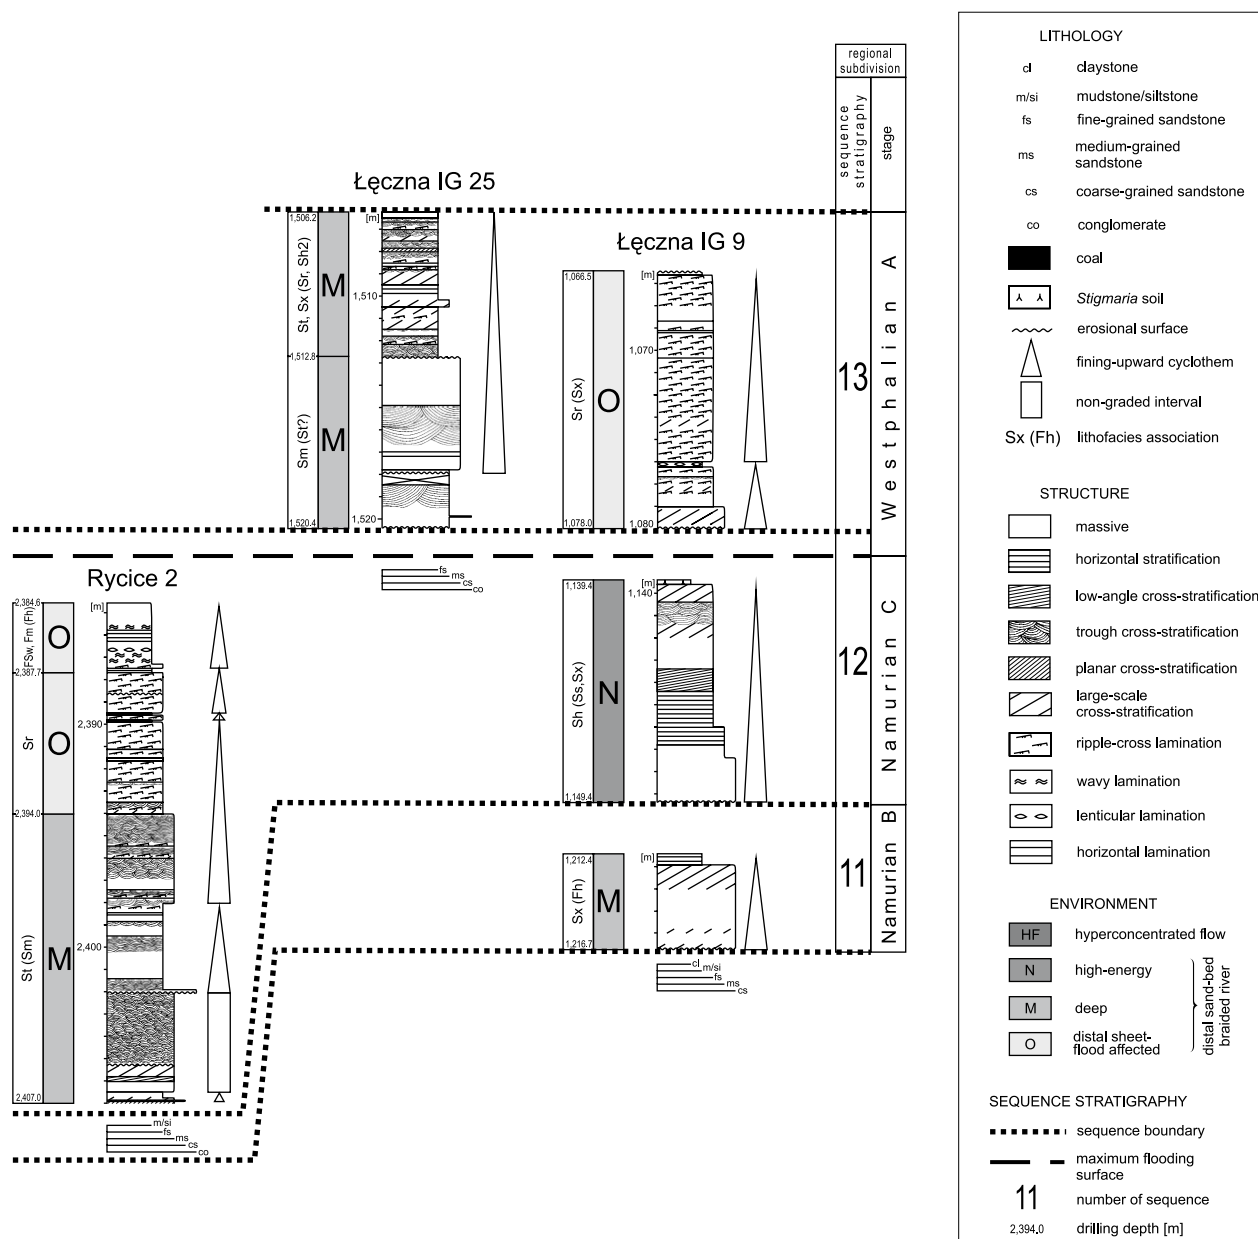 regional
subdivision
sequence
stratigraphy
stage
Łęczna IG 25
1,506.2
[m]
St, Sx (Sr, Sh2)
M
1,510
1,512.8
Sm (St?)
M
1,520.4
1,520
fs
ms
cs
co
Łęczna IG 9
1,066.5
[m]
1,070
Sr (Sx)
O
1,078.0
1,080
1,139.4
[m]
1,140
Sh (Ss,Sx)
N
1,149.4
1,212.4
[m]
Sx (Fh)
M
1,216.7
cl
m/si
fs
ms
cs
Rycice 2
2,384.6
[m]
FSw, Fm (Fh)
O
2,387.7
2,390
Sr
O
2,394.0
St (Sm)
M
2,400
2,407.0
m/si
fs
ms
cs
co
13
12
11
Westphalian A
Namurian C
Namurian B
LITHOLOGY
cl claystone
m/si mudstone/siltstone
fs fine-grained sandstone
ms medium-grained
sandstone
cs coarse-grained sandstone
co conglomerate
coal
Stigmaria soil
erosional surface
fining-upward cyclothem
non-graded interval
Sx (Fh) lithofacies association
STRUCTURE
massive
horizontal stratification
low-angle cross-stratification
trough cross-stratification
planar cross-stratification
large-scale
cross-stratification
ripple-cross lamination
wavy lamination
lenticular lamination
horizontal lamination
ENVIRONMENT
HF hyperconcentrated flow
N high-energy
M deep
O distal sheet-
flood affected
distal sand-bed
braided river
SEQUENCE STRATIGRAPHY
sequence boundary
maximum flooding
surface
11 number of sequence
2,394.0 drilling depth [m]